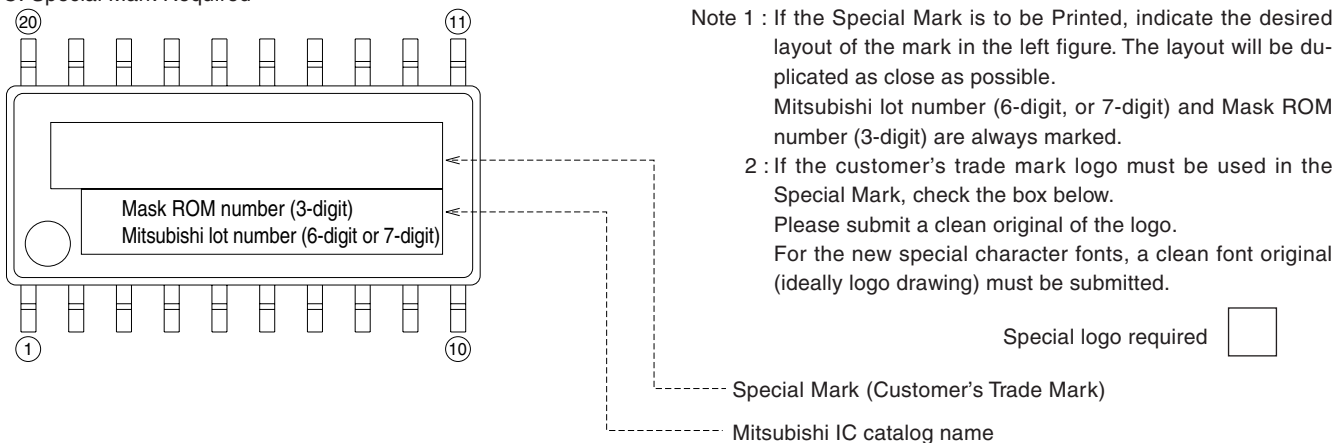 Special Mark Required
20
11
Mask ROM number (3-digit)
Mitsubishi lot number (6-digit or 7-digit)
1
10
Note 1 : If the Special Mark is to be Printed, indicate the desired
layout of the mark in the left figure. The layout will be du-
plicated as close as possible.
Mitsubishi lot number (6-digit, or 7-digit) and Mask ROM
number (3-digit) are always marked.
2 : If the customer's trade mark logo must be used in the
Special Mark, check the box below.
Please submit a clean original of the logo.
For the new special character fonts, a clean font original
(ideally logo drawing) must be submitted.
Special logo required
Special Mark (Customer's Trade Mark)
Mitsubishi IC catalog name